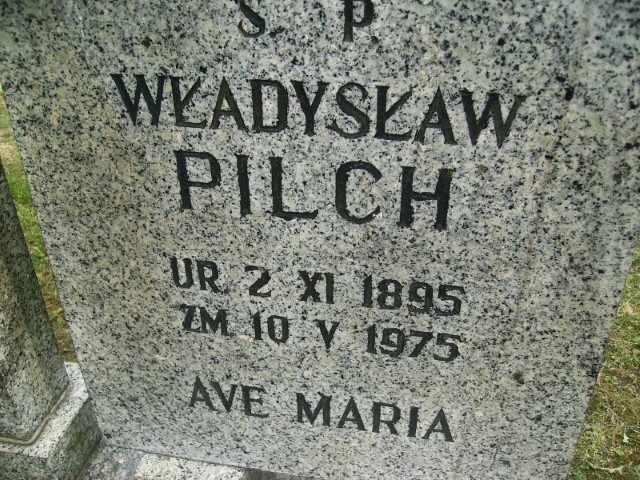 Ś. P.
WŁADYSŁAW
PILCH
UR. 2 XI 1895
ZM. 10 V 1975
AVE MARIA